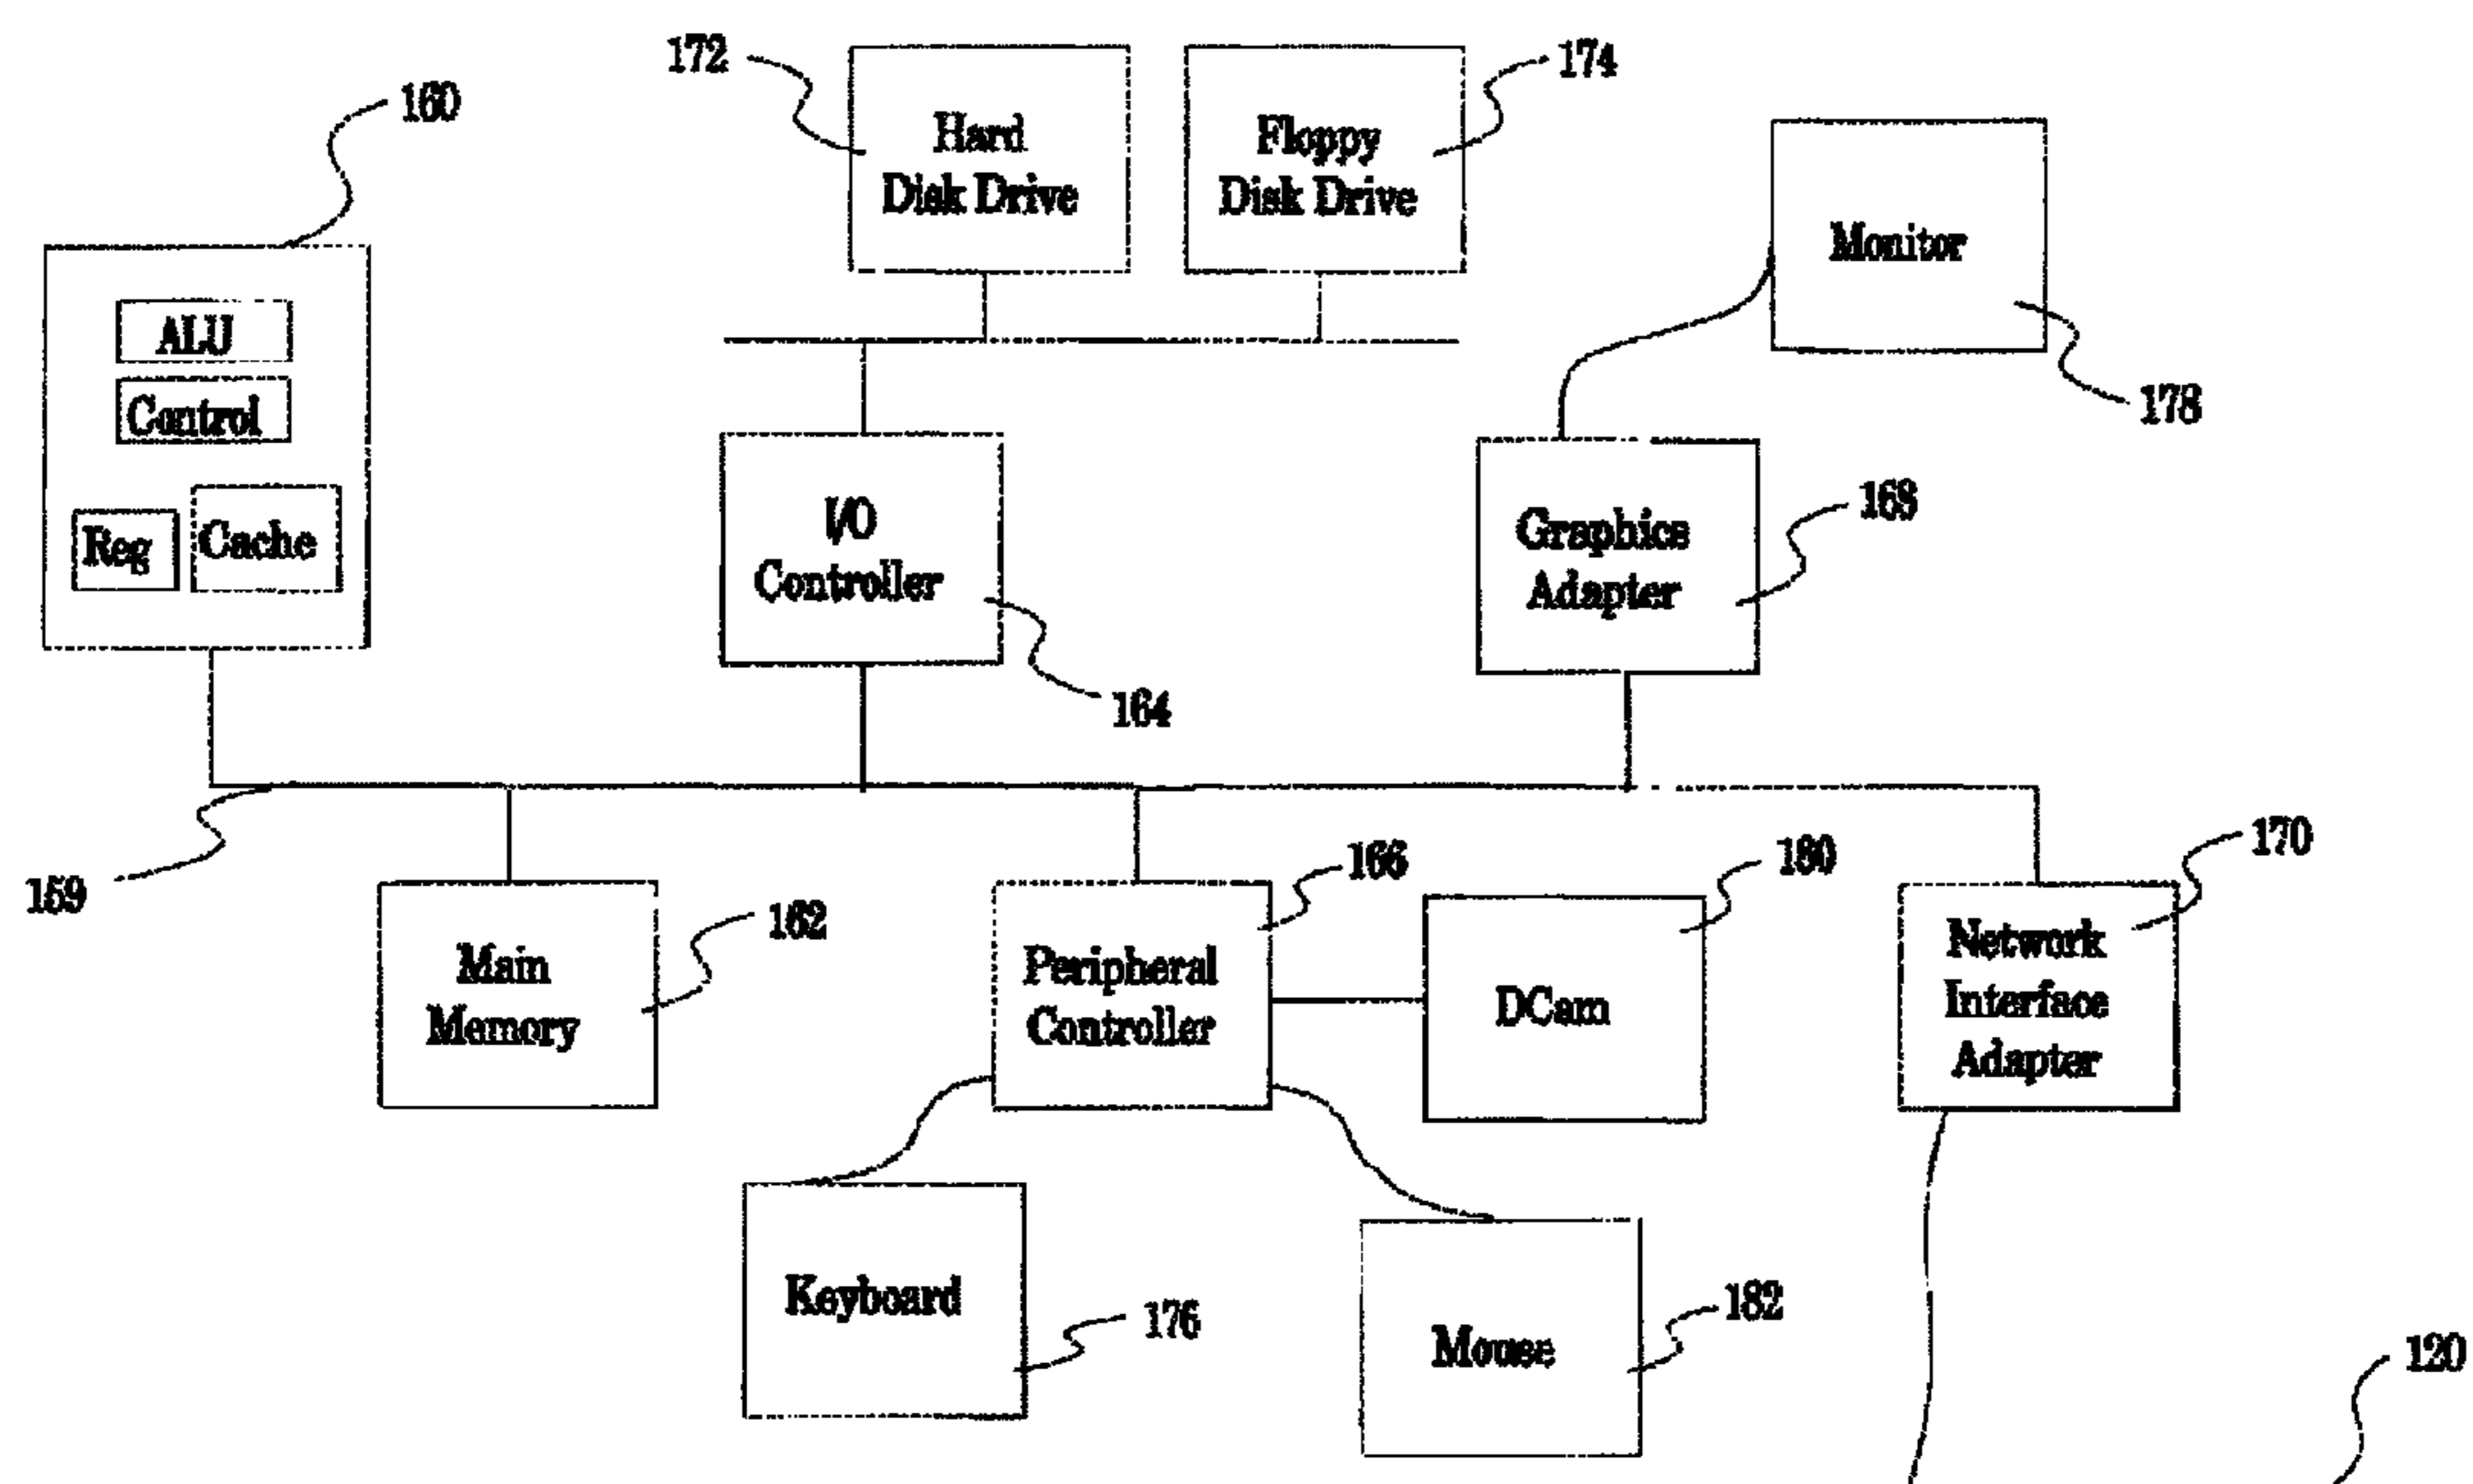 172
174
160
Hard
Disk Drive
Floppy
Disk Drive
Monitor
178
ALU
Control
Reg
Cache
I/O
Controller
164
Graphics
Adapter
168
159
Main
Memory
162
Peripheral
Controller
166
DCam
180
Network
Interface
Adapter
170
Keyboard
176
Mouse
182
120